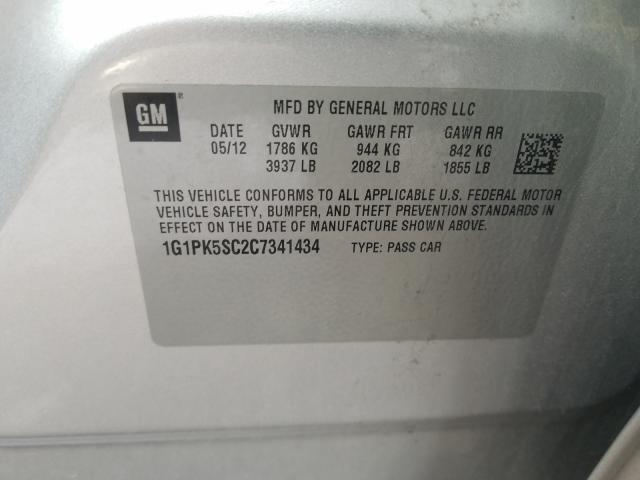 GM
MFD BY GENERAL MOTORS LLC
DATE GVWR GAWR FRT GAWR RR
05/12 1786 KG 944 KG 842 KG
3937 LB 2082 LB 1855 LB
THIS VEHICLE CONFORMS TO ALL APPLICABLE U.S. FEDERAL MOTOR
VEHICLE SAFETY, BUMPER, AND THEFT PREVENTION STANDARDS IN
EFFECT ON THE DATE OF MANUFACTURE SHOWN ABOVE.
1G1PK5SC2C7341434 TYPE: PASS CAR